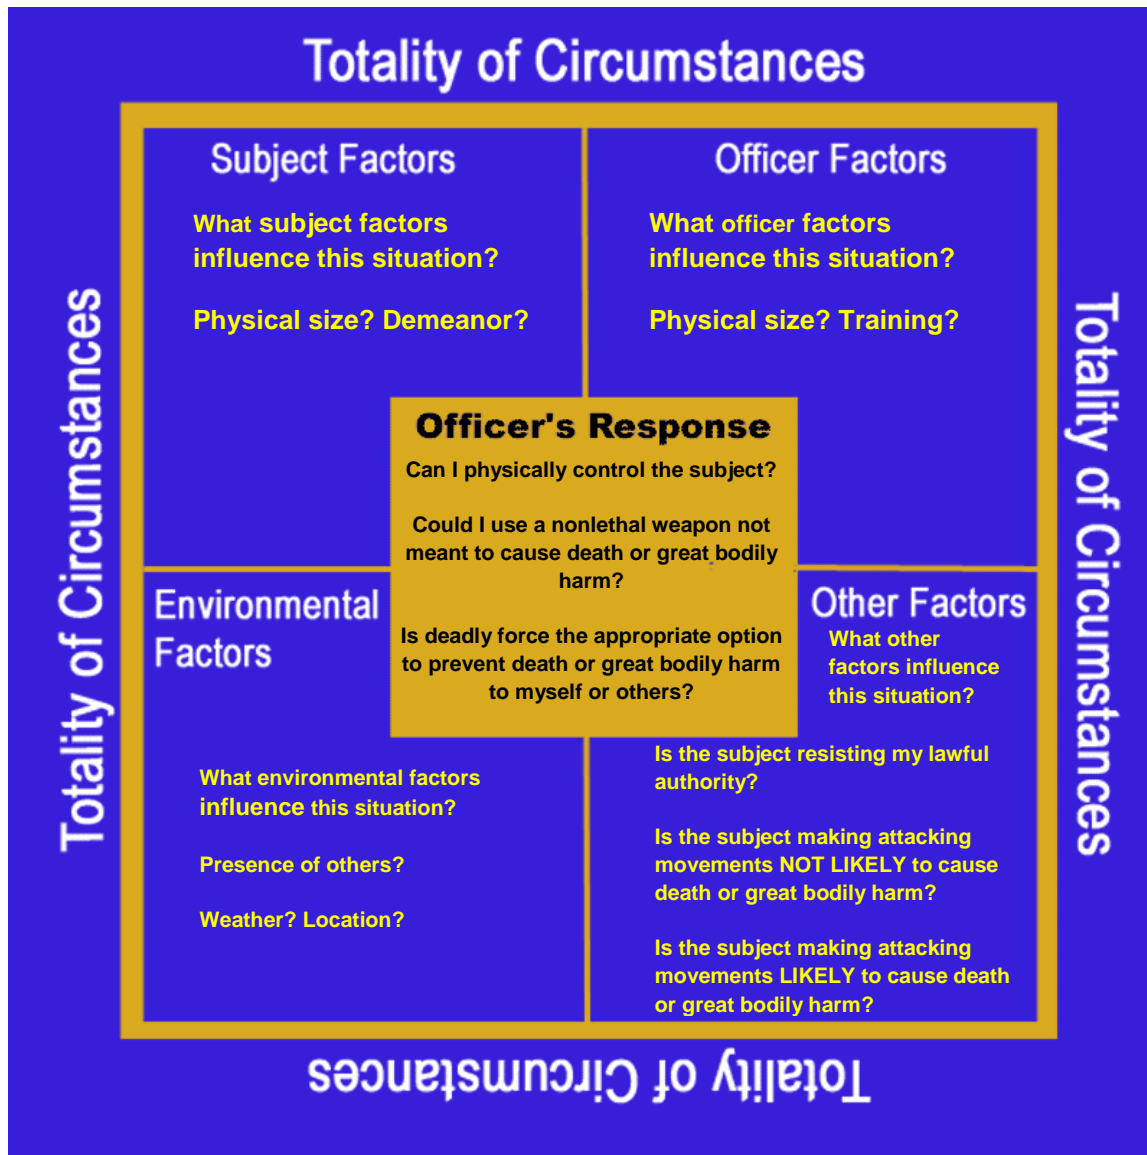 Totality of Circumstances
Totality of Circumstances
Subject Factors
What subject factors
influence this situation?
Physical size? Demeanor?
Officer Factors
What officer factors
influence this situation?
Physical size? Training?
Totality of Circumstances
Officer's Response
Can I physically control the subject?
Could I use a nonlethal weapon not
meant to cause death or great bodily
harm?
Is deadly force the appropriate option
to prevent death or great bodily harm
to myself or others?
Environmental
Factors
What environmental factors
influence this situation?
Presence of others?
Weather? Location?
Other Factors
What other
factors influence
this situation?
Is the subject resisting my lawful
authority?
Is the subject making attacking
movements NOT LIKELY to cause
death or great bodily harm?
Is the subject making attacking
movements LIKELY to cause death
or great bodily harm?
Totality of Circumstances